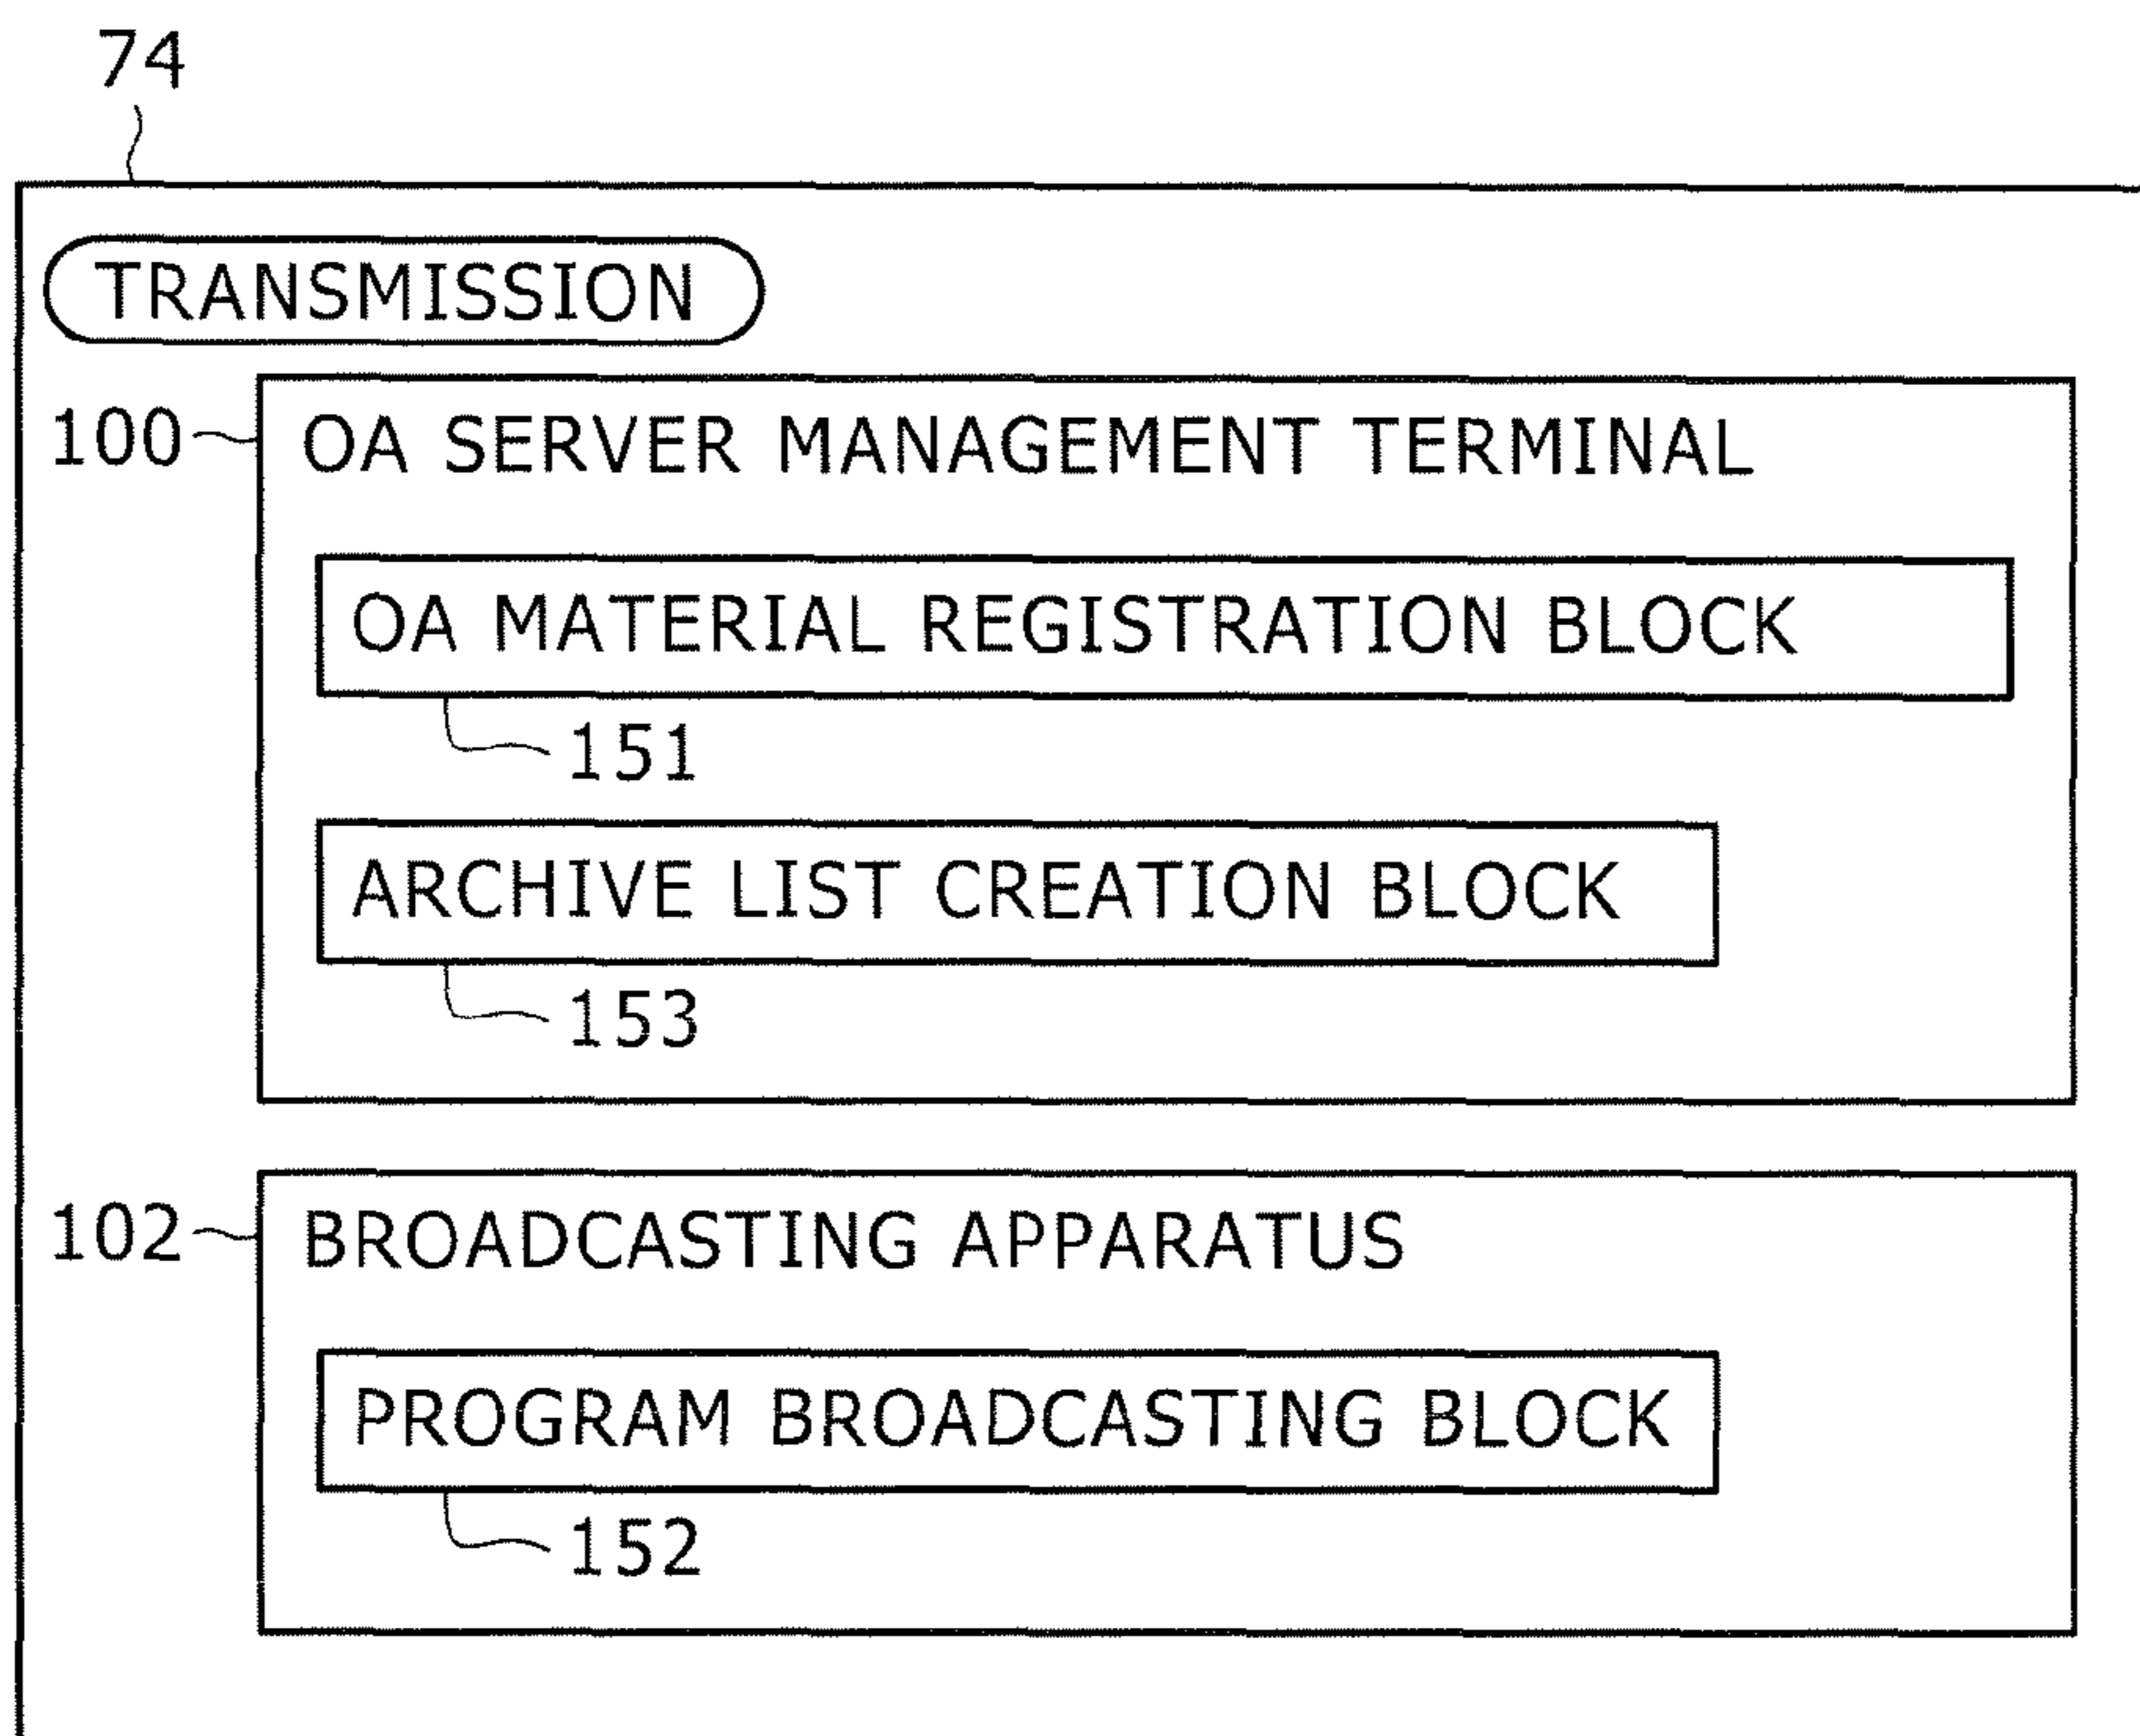 74
TRANSMISSION
100
OA SERVER MANAGEMENT TERMINAL
OA MATERIAL REGISTRATION BLOCK
151
ARCHIVE LIST CREATION BLOCK
153
102
BROADCASTING APPARATUS
PROGRAM BROADCASTING BLOCK
152